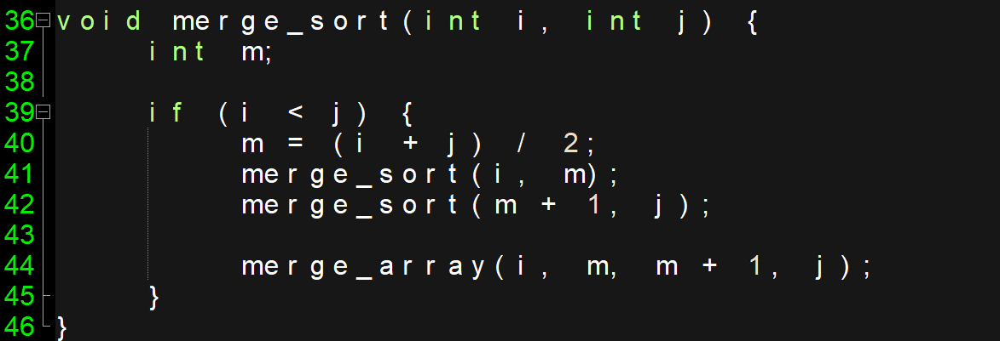 36 void merge_sort(int i, int j) {
37     int m;
38
39     if (i < j) {
40         m = (i + j) / 2;
41         merge_sort(i, m);
42         merge_sort(m + 1, j);
43
44         merge_array(i, m, m + 1, j);
45     }
46 }